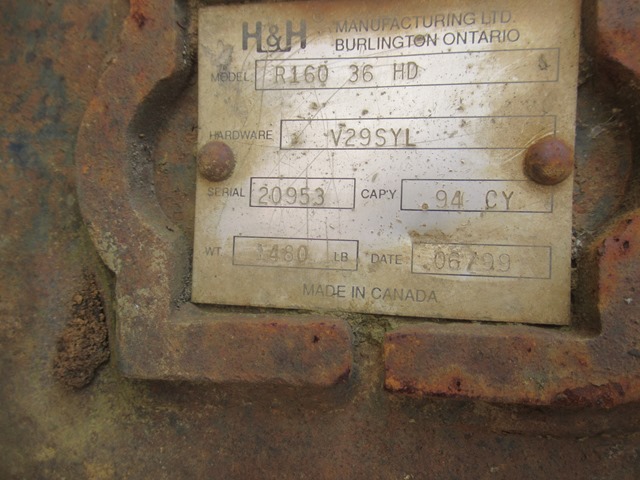 H&H MANUFACTURING LTD.
BURLINGTON ONTARIO
MODEL R160 36 HD
HARDWARE V29SYL
SERIAL 20953 CAP'Y .94 CY
WT 1480 LB DATE 06/99
MADE IN CANADA